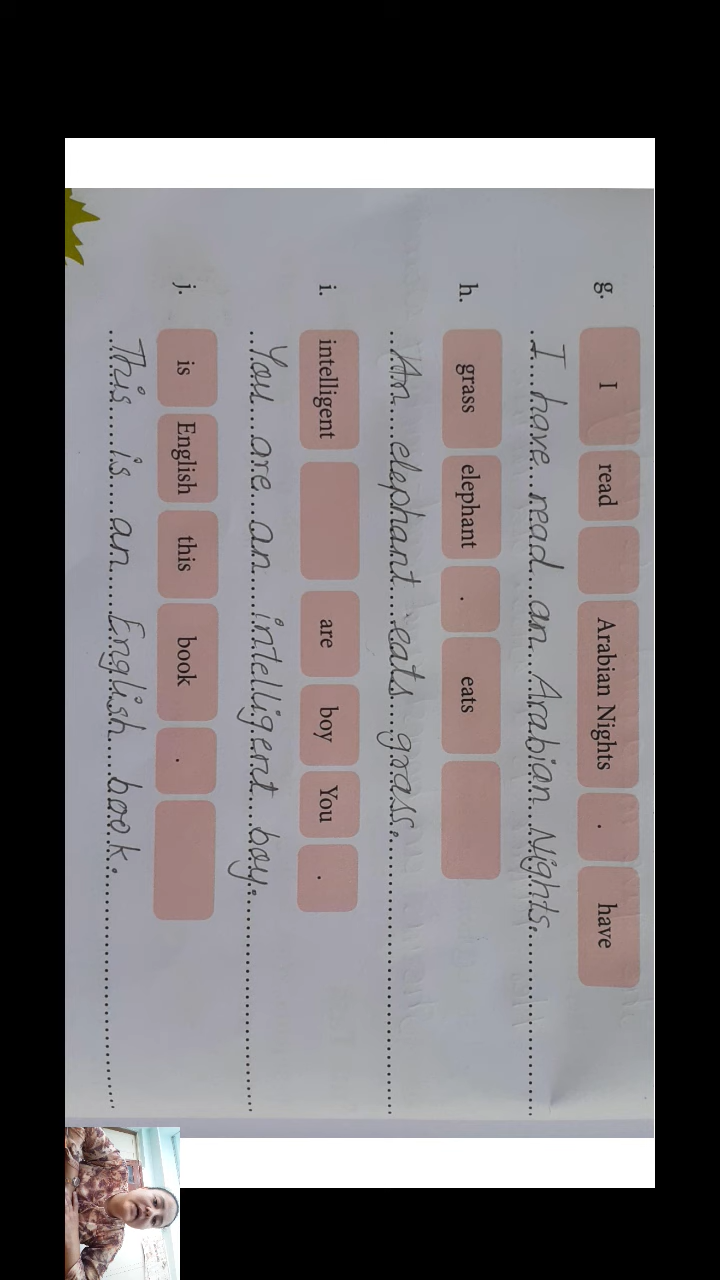 g. I read Arabian Nights . have
I have read an Arabian Nights.
h. grass elephant . eats
An elephant eats grass.
i. intelligent are boy You .
You are an intelligent boy.
j. is English this book .
This is an English book.